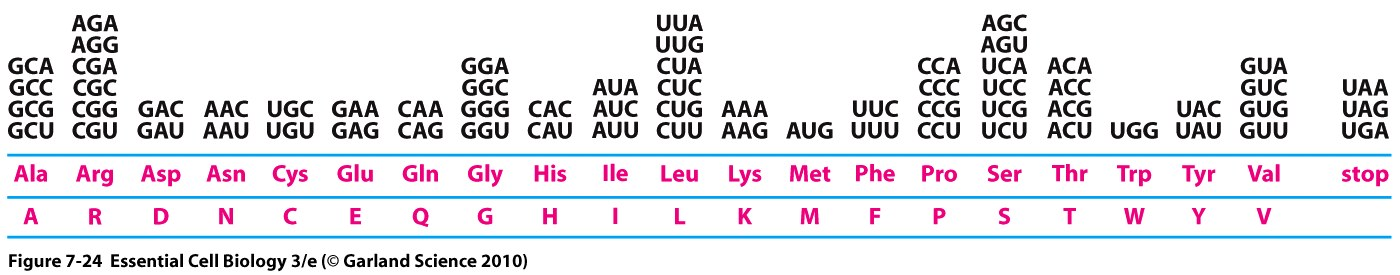 AGA UUA AGC
AGG UUG AGU
GCA CGA GGA CUA CCA UCA ACA GUA
GCC CGC GGC AUA CUC CCC UCC ACC GUC UAA
GCG CGG GAC AAC UGC GAA CAA GGG CAC AUC CUG AAA UUC CCG UCG ACG UAC GUG UAG
GCU CGU GAU AAU UGU GAG CAG GGU CAU AUU CUU AAG AUG UUU CCU UCU ACU UGG UAU GUU UGA
Ala Arg Asp Asn Cys Glu Gln Gly His Ile Leu Lys Met Phe Pro Ser Thr Trp Tyr Val stop
A R D N C E Q G H I L K M F P S T W Y V
Figure 7-24 Essential Cell Biology 3/e (© Garland Science 2010)